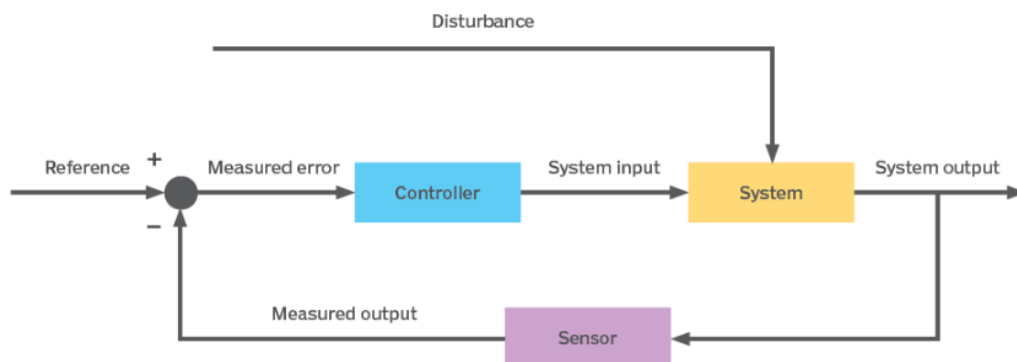 Disturbance
Reference
+
Measured error
Controller
System input
System
System output
−
Measured output
Sensor